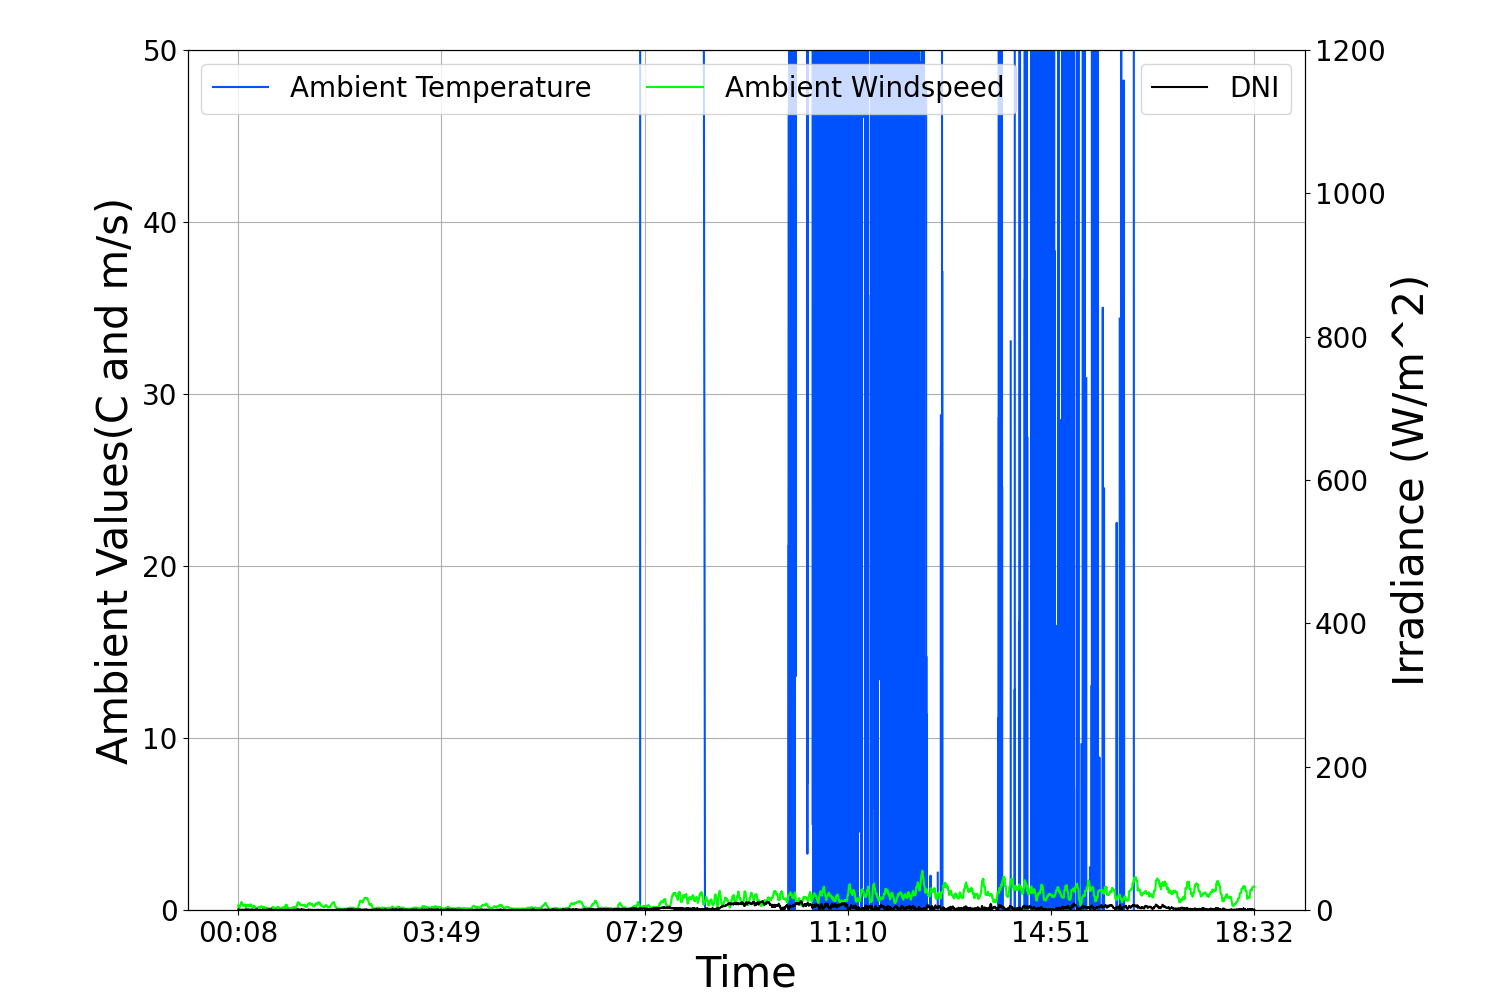 Ambient Temperature
Ambient Windspeed
DNI
50
40
30
20
10
0
Ambient Values(C and m/s)
1200
1000
800
600
400
200
0
Irradiance (W/m^2)
00:08 03:49 07:29 11:10 14:51 18:32
Time